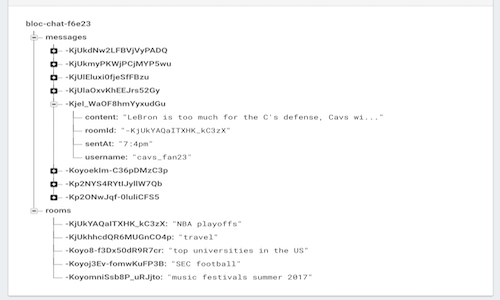 bloc-chat-f6e23
messages
-KjUkdNw2LFBVjVyPADQ
-KjUkmyPKWjPCjMYP5wu
-KjUlEluxi0fjeSfFBzu
-KjUlaOxvKhEEJrs52Gy
-KjeI_WaOF8hmYyxudGu
content: "LeBron is too much for the C's defense, Cavs wi..."
roomId: "-KjUkYAQaITXHK_kC3zX"
sentAt: "7:4pm"
username: "cavs_fan23"
-KoyoekIm-C36pDMzC3p
-Kp2NYS4RYtIJyllW7Qb
-Kp2ONwJqf-0IuIiCFS5
rooms
-KjUkYAQaITXHK_kC3zX: "NBA playoffs"
-KjUkhhcdQR6MUGnCO4p: "travel"
-Koyo8-f3Dx50dR9R7cr: "top universities in the US"
-Koyoj3Ev-fomwKuFP3B: "SEC football"
-KoyomniSsb8P_uRJjto: "music festivals summer 2017"